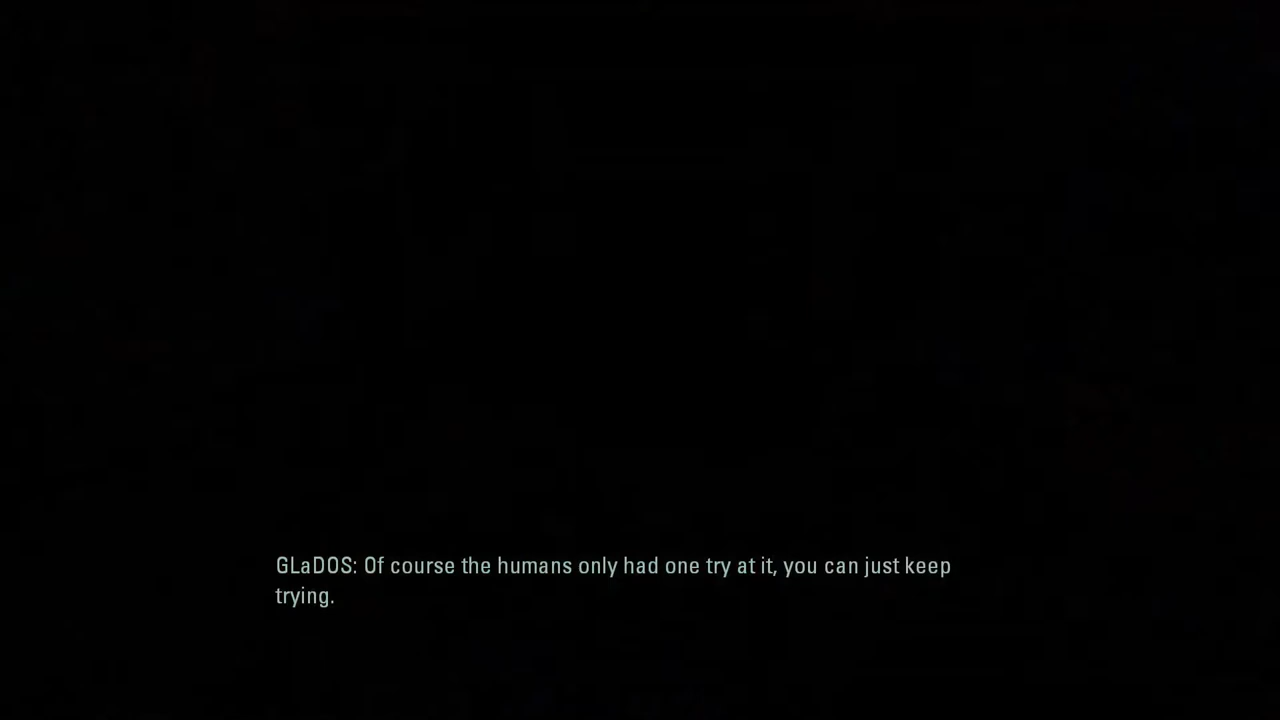 GLaDOS: Of course the humans only had one try at it, you can just keep
trying.